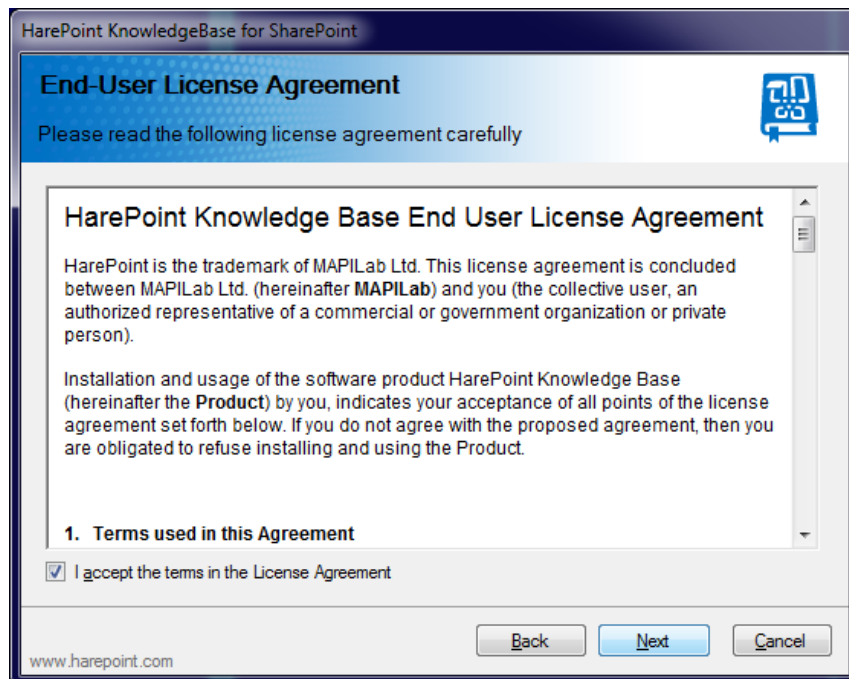 HarePoint KnowledgeBase for SharePoint
End-User License Agreement
Please read the following license agreement carefully
HarePoint Knowledge Base End User License Agreement
HarePoint is the trademark of MAPILab Ltd. This license agreement is concluded
between MAPILab Ltd. (hereinafter MAPILab) and you (the collective user, an
authorized representative of a commercial or government organization or private
person).
Installation and usage of the software product HarePoint Knowledge Base
(hereinafter the Product) by you, indicates your acceptance of all points of the license
agreement set forth below. If you do not agree with the proposed agreement, then you
are obligated to refuse installing and using the Product.
1. Terms used in this Agreement
I accept the terms in the License Agreement
Back Next Cancel
www.harepoint.com